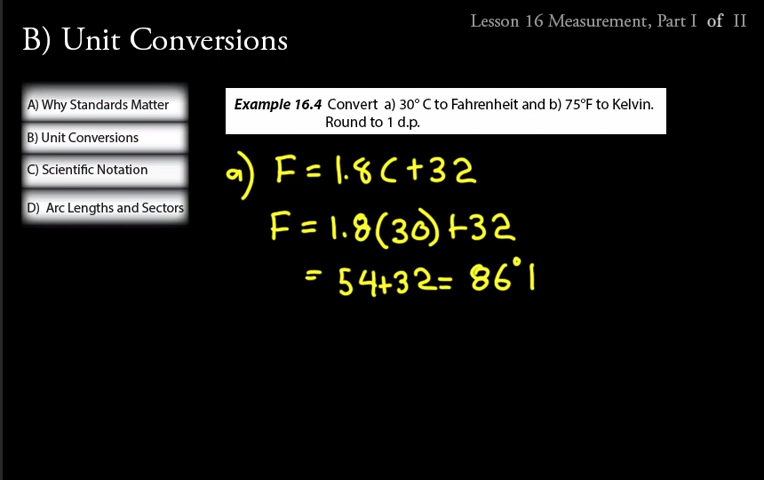 Lesson 16 Measurement, Part I of II
B) Unit Conversions
A) Why Standards Matter
B) Unit Conversions
C) Scientific Notation
D) Arc Lengths and Sectors
Example 16.4 Convert a) 30° C to Fahrenheit and b) 75°F to Kelvin.
Round to 1 d.p.
a) F = 1.8C + 32
F = 1.8(30) + 32
= 54+32 = 86°